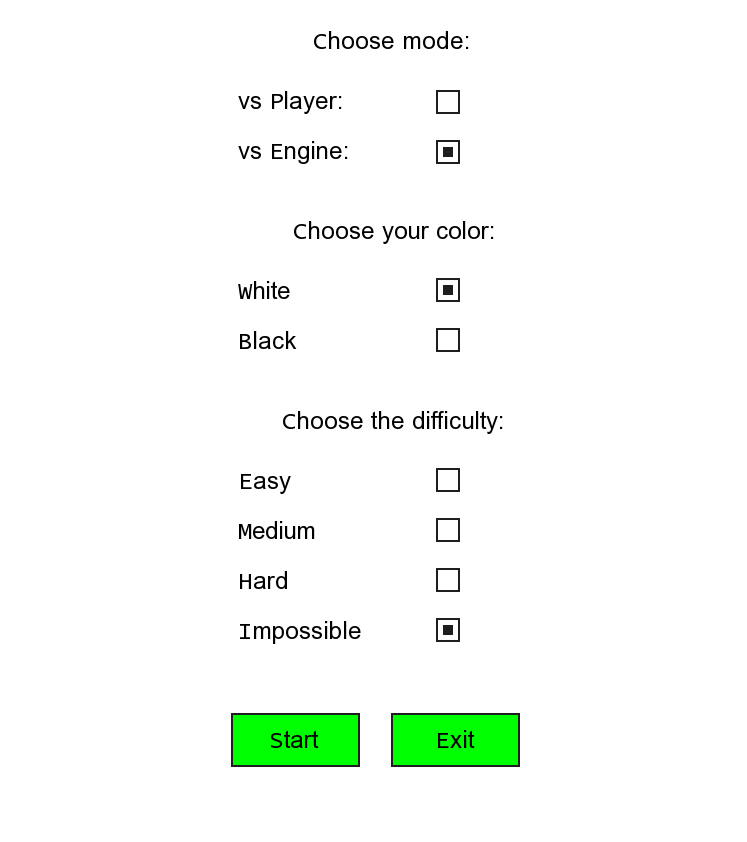 Choose mode:
vs Player:
vs Engine:
Choose your color:
White
Black
Choose the difficulty:
Easy
Medium
Hard
Impossible
Start Exit